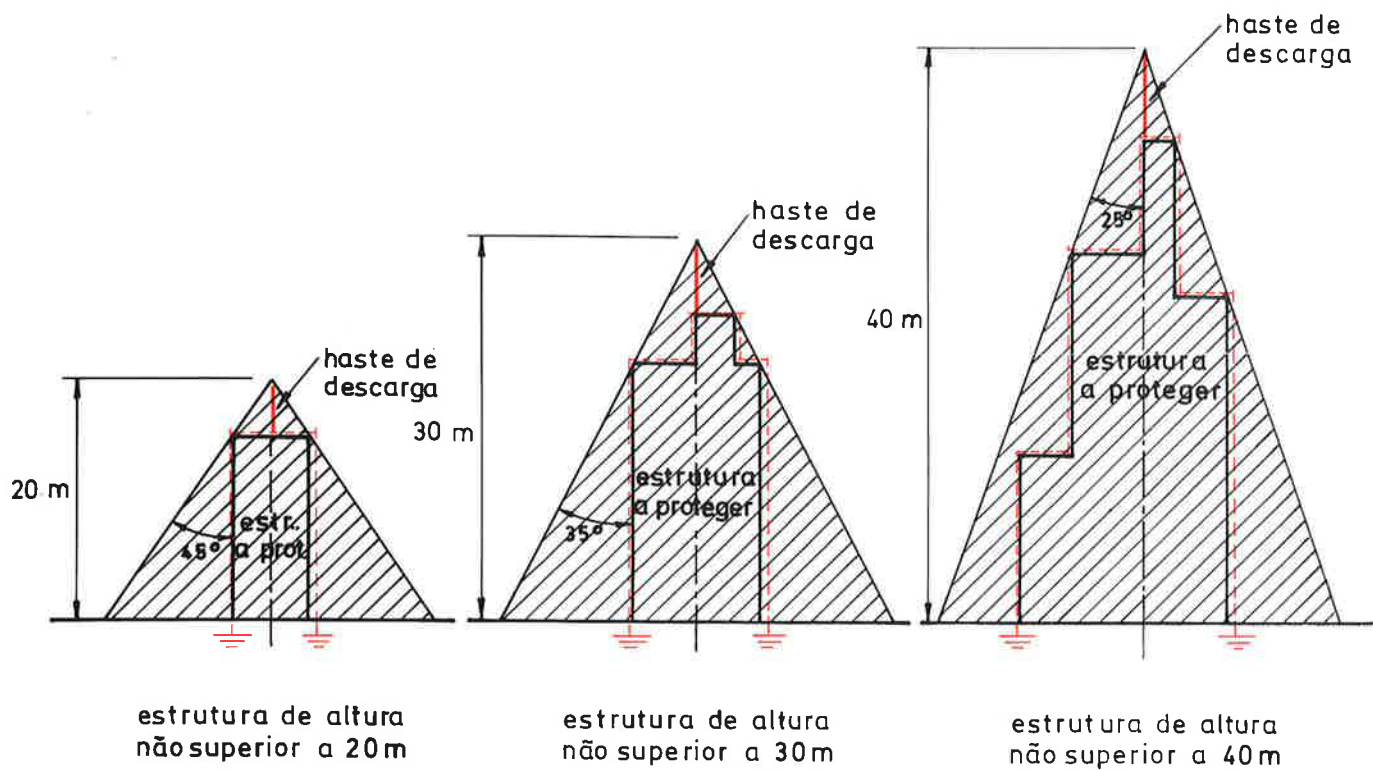 haste de
descarga
20 m
45°
estr.
a prot.
estrutura de altura
não superior a 20m
haste de
descarga
30 m
estrutura
a proteger
35°
estrutura de altura
não superior a 30m
haste de
descarga
25°
40 m
estrutura
a proteger
estrutura de altura
não superior a 40m